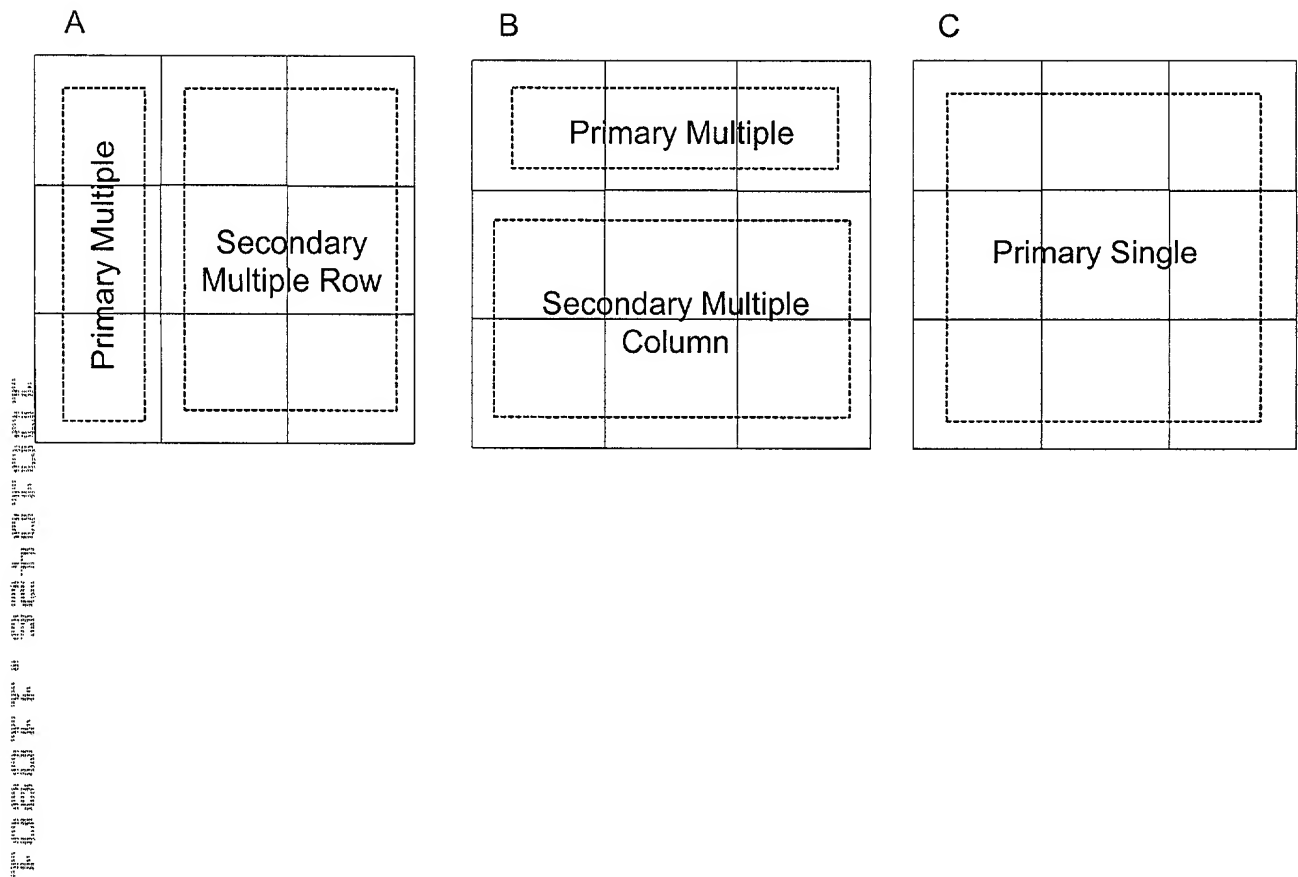 A
Primary Multiple
Secondary
Multiple Row
B
Primary Multiple
Secondary Multiple
Column
C
Primary Single